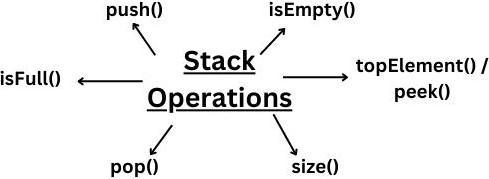 push()
isEmpty()
Stack
Operations
isFull()
topElement() /
peek()
pop()
size()